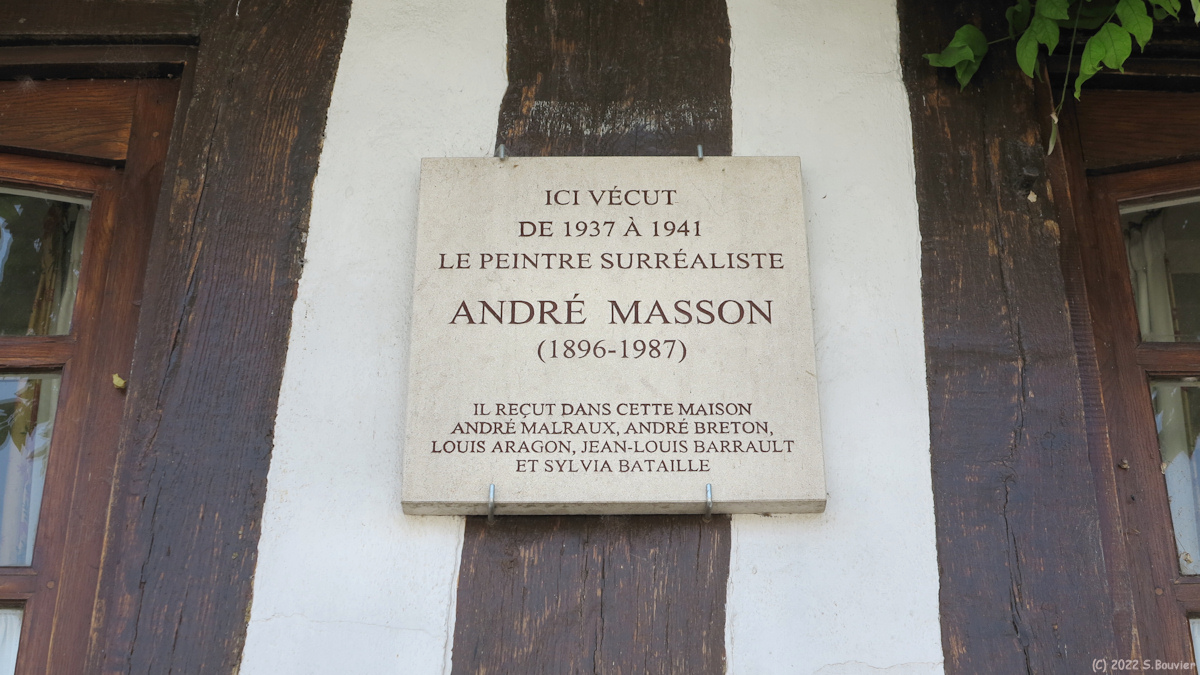 ICI VÉCUT
DE 1937 À 1941
LE PEINTRE SURRÉALISTE
ANDRÉ MASSON
(1896-1987)
IL REÇUT DANS CETTE MAISON
ANDRÉ MALRAUX, ANDRÉ BRETON,
LOUIS ARAGON, JEAN-LOUIS BARRAULT
ET SYLVIA BATAILLE
(C) 2022 S.Bouvier